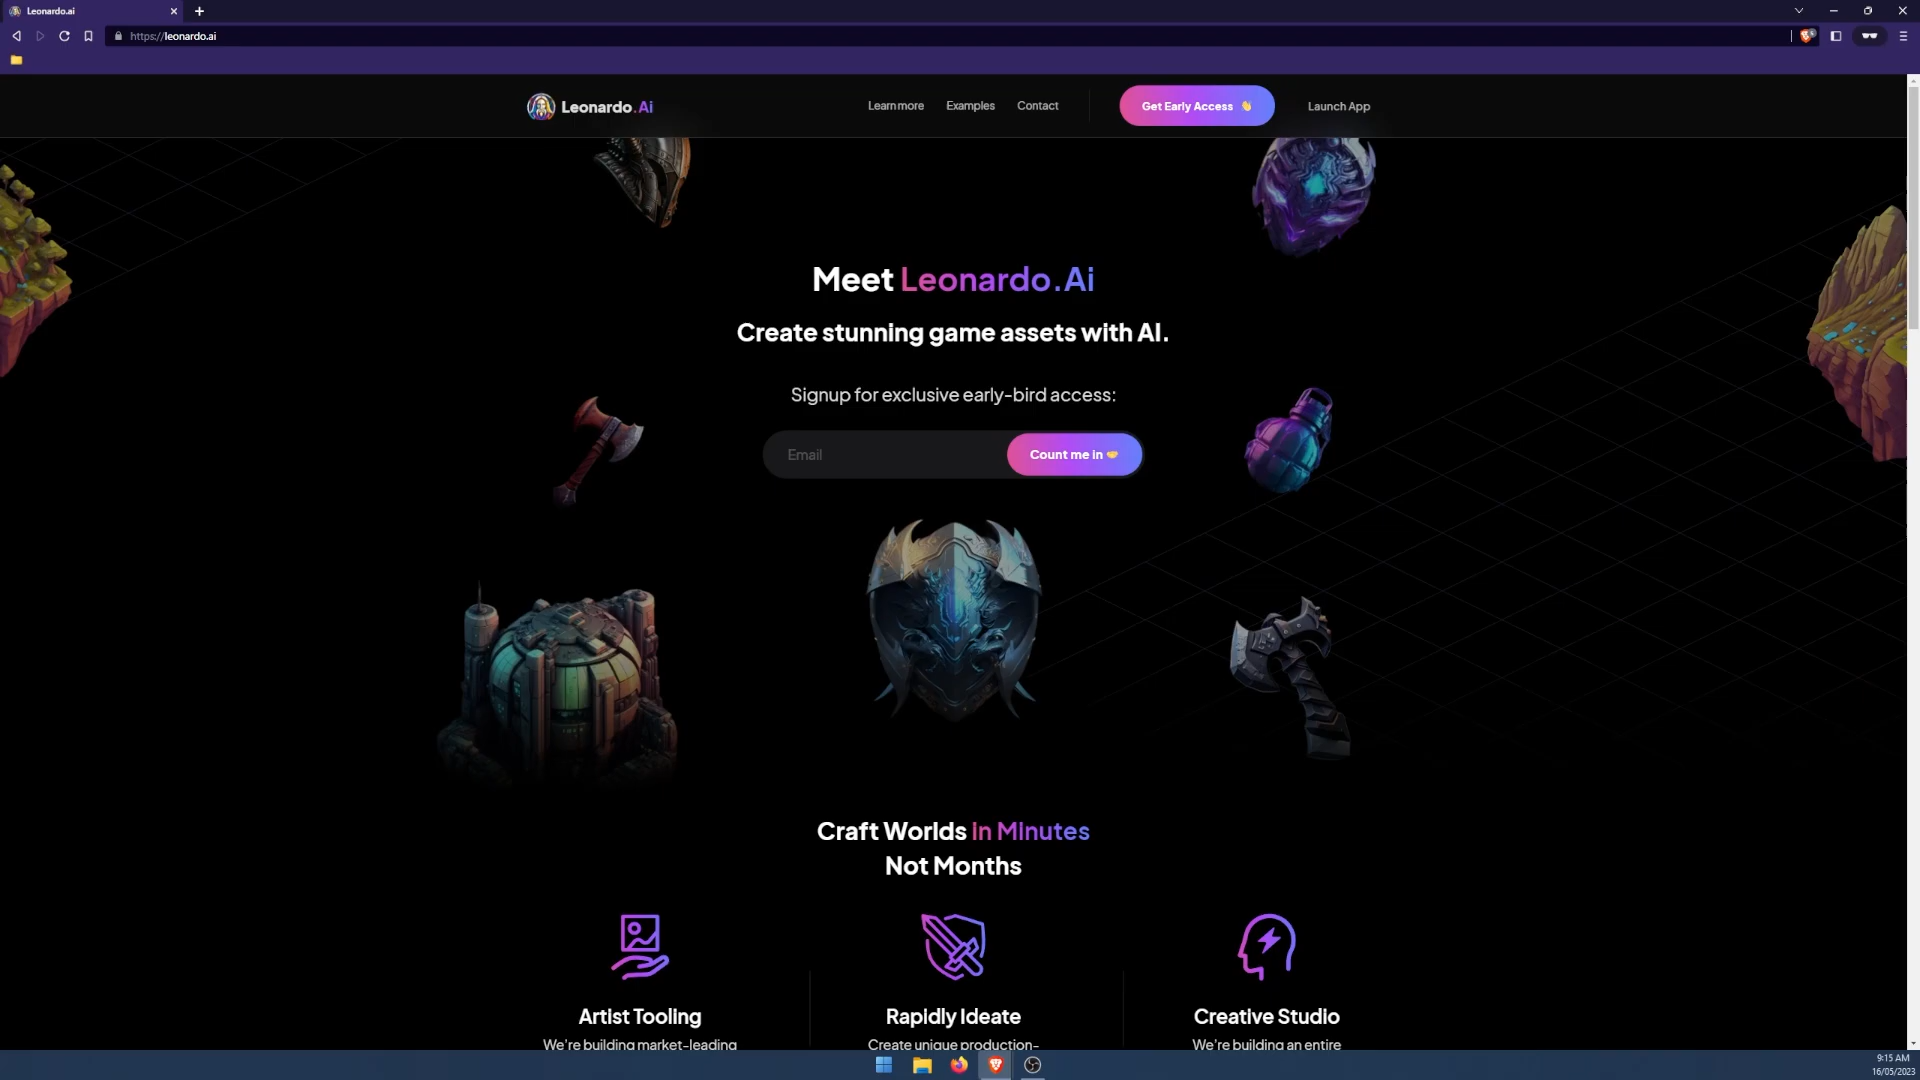 Leonardo.ai
https://leonardo.ai
Leonardo.Ai
Learn more
Examples
Contact
Get Early Access 👋
Launch App
Meet Leonardo.Ai
Create stunning game assets with AI.
Signup for exclusive early-bird access:
Email
Count me in 🤝
Craft Worlds in Minutes
Not Months
Artist Tooling
Rapidly Ideate
Creative Studio
We're building market-leading
Create unique production-
We're building an entire
9:15 AM
16/05/2023